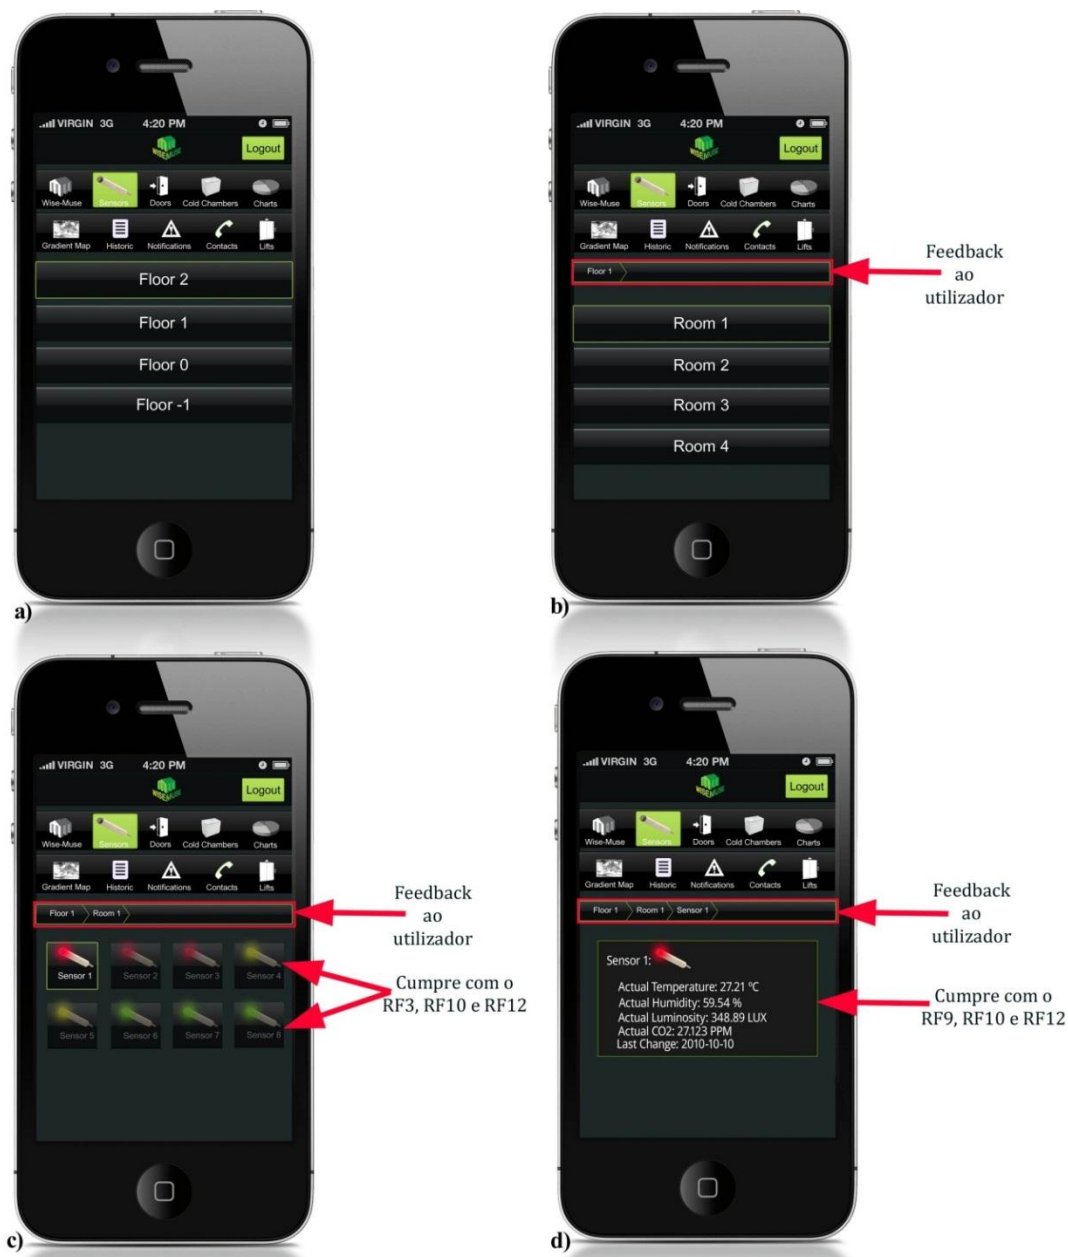 VIRGIN 3G 4:20 PM
WISEMUSE
Logout
Wise-Muse Sensors Doors Cold Chambers Charts
Gradient Map Historic Notifications Contacts Lifts
Floor 2
Floor 1
Floor 0
Floor -1
a)
VIRGIN 3G 4:20 PM
WISEMUSE
Logout
Wise-Muse Sensors Doors Cold Chambers Charts
Gradient Map Historic Notifications Contacts Lifts
Floor 1
Room 1
Room 2
Room 3
Room 4
Feedback
ao
utilizador
b)
VIRGIN 3G 4:20 PM
WISEMUSE
Logout
Wise-Muse Sensors Doors Cold Chambers Charts
Gradient Map Historic Notifications Contacts Lifts
Floor 1 Room 1
Feedback
ao
utilizador
Sensor 1 Sensor 2 Sensor 3 Sensor 4
Sensor 5 Sensor 6 Sensor 7 Sensor 8
Cumpre com o
RF3, RF10 e RF12
c)
VIRGIN 3G 4:20 PM
WISEMUSE
Logout
Wise-Muse Sensors Doors Cold Chambers Charts
Gradient Map Historic Notifications Contacts Lifts
Floor 1 Room 1 Sensor 1
Feedback
ao
utilizador
Sensor 1:
Actual Temperature: 27.21 ºC
Actual Humidity: 59.54 %
Actual Luminosity: 348.89 LUX
Actual CO2: 27,123 PPM
Last Change: 2010-10-10
Cumpre com o
RF9, RF10 e RF12
d)